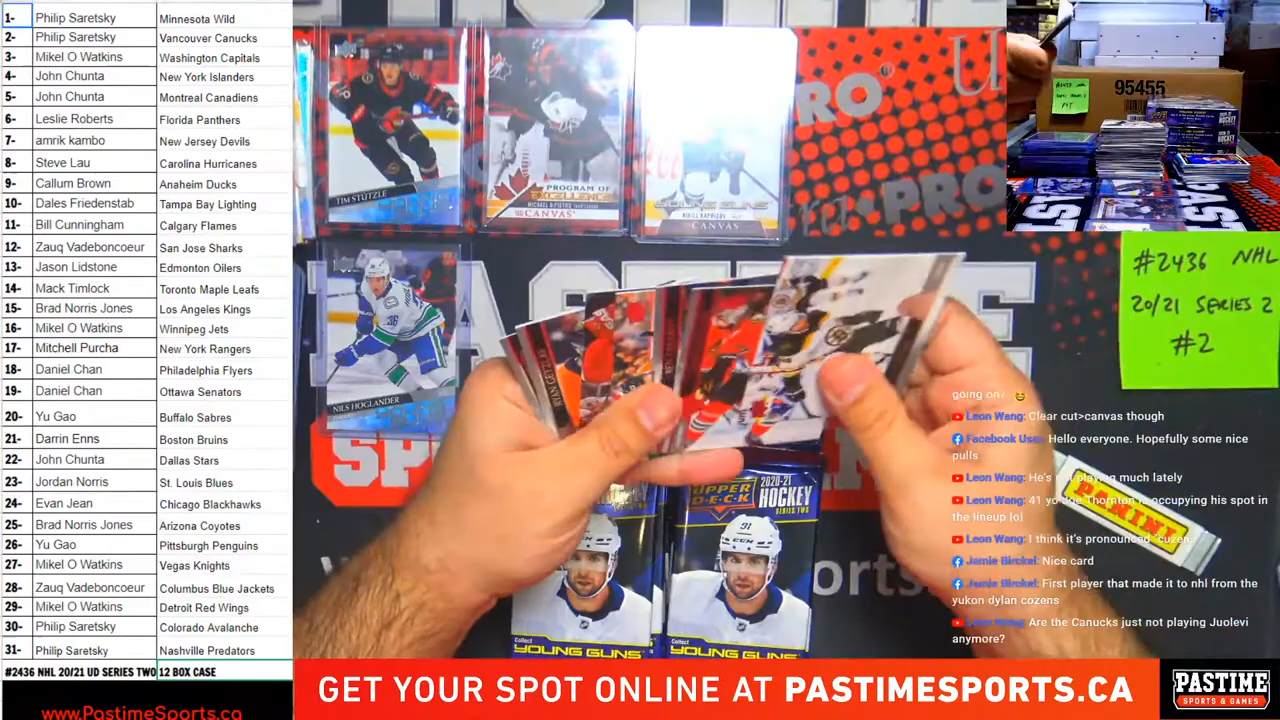 1- Philip Saretsky Minnesota Wild
2- Philip Saretsky Vancouver Canucks
3- Mikel O Watkins Washington Capitals
4- John Chunta New York Islanders
5- John Chunta Montreal Canadiens
6- Leslie Roberts Florida Panthers
7- amrik kambo New Jersey Devils
8- Steve Lau Carolina Hurricanes
9- Callum Brown Anaheim Ducks
10- Dales Friedenstab Tampa Bay Lighting
11- Bill Cunningham Calgary Flames
12- Zauq Vadeboncoeur San Jose Sharks
13- Jason Lidstone Edmonton Oilers
14- Mack Timlock Toronto Maple Leafs
15- Brad Norris Jones Los Angeles Kings
16- Mikel O Watkins Winnipeg Jets
17- Mitchell Purcha New York Rangers
18- Daniel Chan Philadelphia Flyers
19- Daniel Chan Ottawa Senators
20- Yu Gao Buffalo Sabres
21- Darrin Enns Boston Bruins
22- John Chunta Dallas Stars
23- Jordan Norris St. Louis Blues
24- Evan Jean Chicago Blackhawks
25- Brad Norris Jones Arizona Coyotes
26- Yu Gao Pittsburgh Penguins
27- Mikel O Watkins Vegas Knights
28- Zauq Vadeboncoeur Columbus Blue Jackets
29- Mikel O Watkins Detroit Red Wings
30- Philip Saretsky Colorado Avalanche
31- Philip Saretsky Nashville Predators
#2436 NHL 20/21 UD SERIES TWO 12 BOX CASE
www.PastimeSports.ca
TIM STÜTZLE
PROGRAM OF
EXCELLENCE
MICHAEL DIPIETRO
UD CANVAS
YOUNG GUNS
KIRILL KAPRIZOV
CANVAS
NILS HOGLANDER
RYAN GETZLAF
2020-21
UPPER DECK HOCKEY
SERIES TWO
Collect
YOUNG GUNS
Collect
YOUNG GUNS
95455
#2436 NHL
20/21 SERIES 2
#2
PANINI
going on?
Leon Wang: Clear cut>canvas though
Facebook User: Hello everyone. Hopefully some nice
pulls
Leon Wang: He's not playing much lately
Leon Wang: 41 yo Joe Thornton is occupying his spot in
the lineup lol
Leon Wang: I think it's pronounced "cuzens"
Jamie Birckel: Nice card
Jamie Birckel: First player that made it to nhl from the
yukon dylan cozens
Leon Wang: Are the Canucks just not playing Juolevi
anymore?
GET YOUR SPOT ONLINE AT PASTIMESPORTS.CA
PASTIME
SPORTS & GAMES